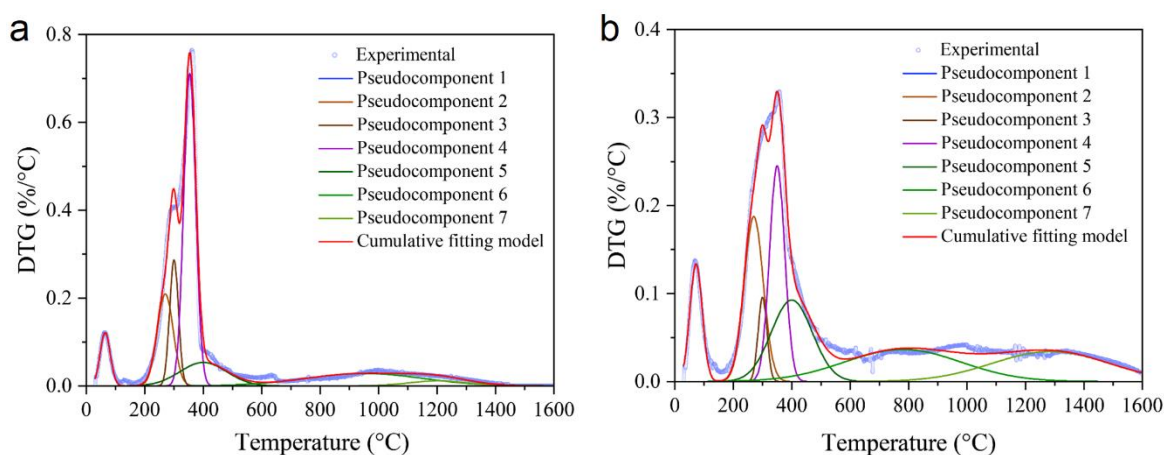 a
0.8
0.6
0.4
0.2
0.0
DTG (%/°C)
Experimental
Pseudocomponent 1
Pseudocomponent 2
Pseudocomponent 3
Pseudocomponent 4
Pseudocomponent 5
Pseudocomponent 6
Pseudocomponent 7
Cumulative fitting model
0 200 400 600 800 1000 1200 1400 1600
Temperature (°C)
b
0.4
0.3
0.2
0.1
0.0
DTG (%/°C)
Experimental
Pseudocomponent 1
Pseudocomponent 2
Pseudocomponent 3
Pseudocomponent 4
Pseudocomponent 5
Pseudocomponent 6
Pseudocomponent 7
Cumulative fitting model
0 200 400 600 800 1000 1200 1400 1600
Temperature (°C)